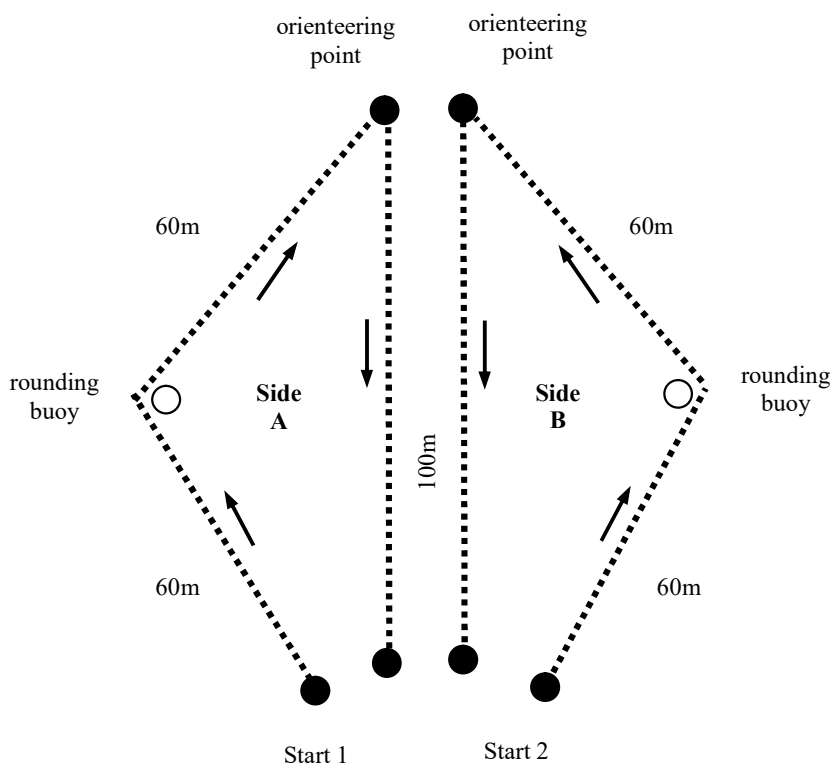 orienteering
point
orienteering
point
60m
60m
rounding
buoy
Side
A
Side
B
rounding
buoy
100m
60m
60m
Start 1
Start 2